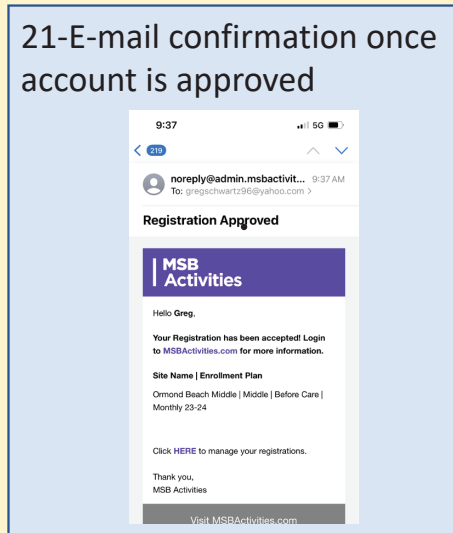 21-E-mail confirmation once
account is approved
9:37
5G
219
noreply@admin.msbactivit... 9:37 AM
To: gregschwartz96@yahoo.com >
Registration Approved
MSB
Activities
Hello Greg,
Your Registration has been accepted! Login
to MSBActivities.com for more information.
Site Name | Enrollment Plan
Ormond Beach Middle | Middle | Before Care |
Monthly 23-24
Click HERE to manage your registrations.
Thank you,
MSB Activities
Visit MSBActivities.com